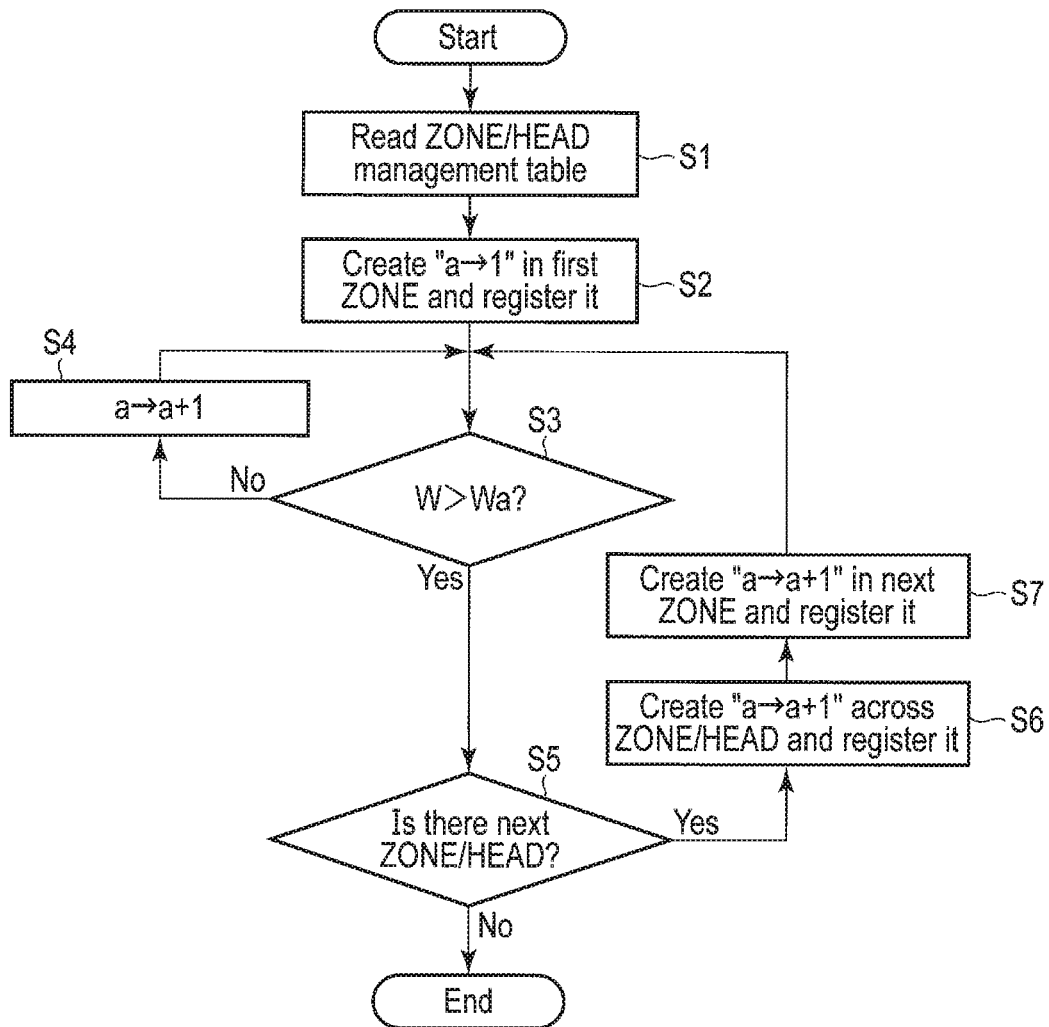 Start
Read ZONE/HEAD
management table
S1
Create "a→1" in first
ZONE and register it
S2
S4
a→a+1
S3
No
W>Wa?
Yes
Create "a→a+1" in next
ZONE and register it
S7
Create "a→a+1" across
ZONE/HEAD and register it
S6
S5
Is there next
ZONE/HEAD?
Yes
No
End